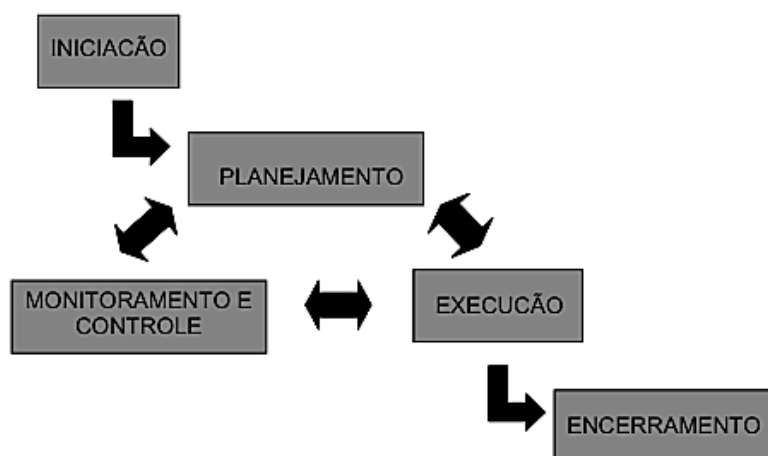 INICIACÃO
PLANEJAMENTO
MONITORAMENTO E
CONTROLE
EXECUCÃO
ENCERRAMENTO